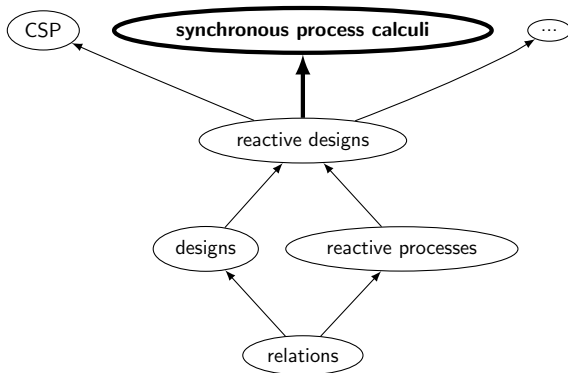 CSP
synchronous process calculi
...
reactive designs
designs
reactive processes
relations